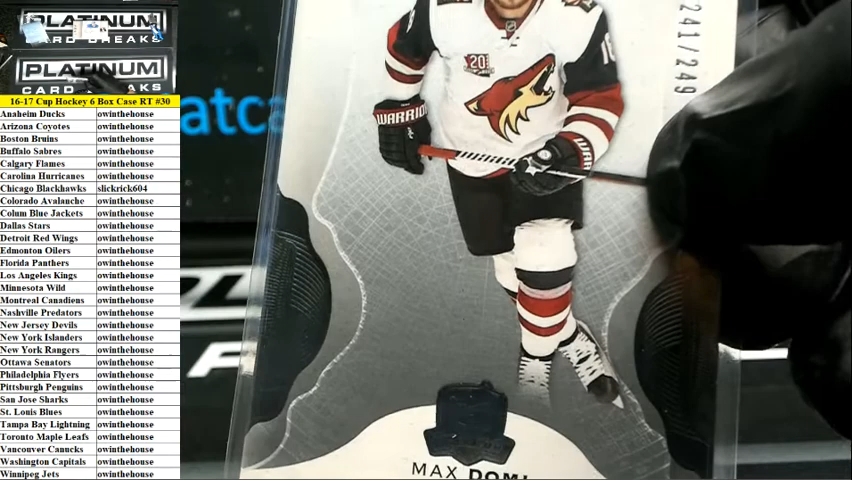 PLATINUM
CARD BREAKS
PLATINUM
CARD BREAKS
16-17 Cup Hockey 6 Box Case RT #30
Anaheim Ducks owinthehouse
Arizona Coyotes owinthehouse
Boston Bruins owinthehouse
Buffalo Sabres owinthehouse
Calgary Flames owinthehouse
Carolina Hurricanes owinthehouse
Chicago Blackhawks slickrick604
Colorado Avalanche owinthehouse
Colum Blue Jackets owinthehouse
Dallas Stars owinthehouse
Detroit Red Wings owinthehouse
Edmonton Oilers owinthehouse
Florida Panthers owinthehouse
Los Angeles Kings owinthehouse
Minnesota Wild owinthehouse
Montreal Canadiens owinthehouse
Nashville Predators owinthehouse
New Jersey Devils owinthehouse
New York Islanders owinthehouse
New York Rangers owinthehouse
Ottawa Senators owinthehouse
Philadelphia Flyers owinthehouse
Pittsburgh Penguins owinthehouse
San Jose Sharks owinthehouse
St. Louis Blues owinthehouse
Tampa Bay Lightning owinthehouse
Toronto Maple Leafs owinthehouse
Vancouver Canucks owinthehouse
Washington Capitals owinthehouse
Winnipeg Jets owinthehouse
241/249
20
WARRIOR
MAX DOMI